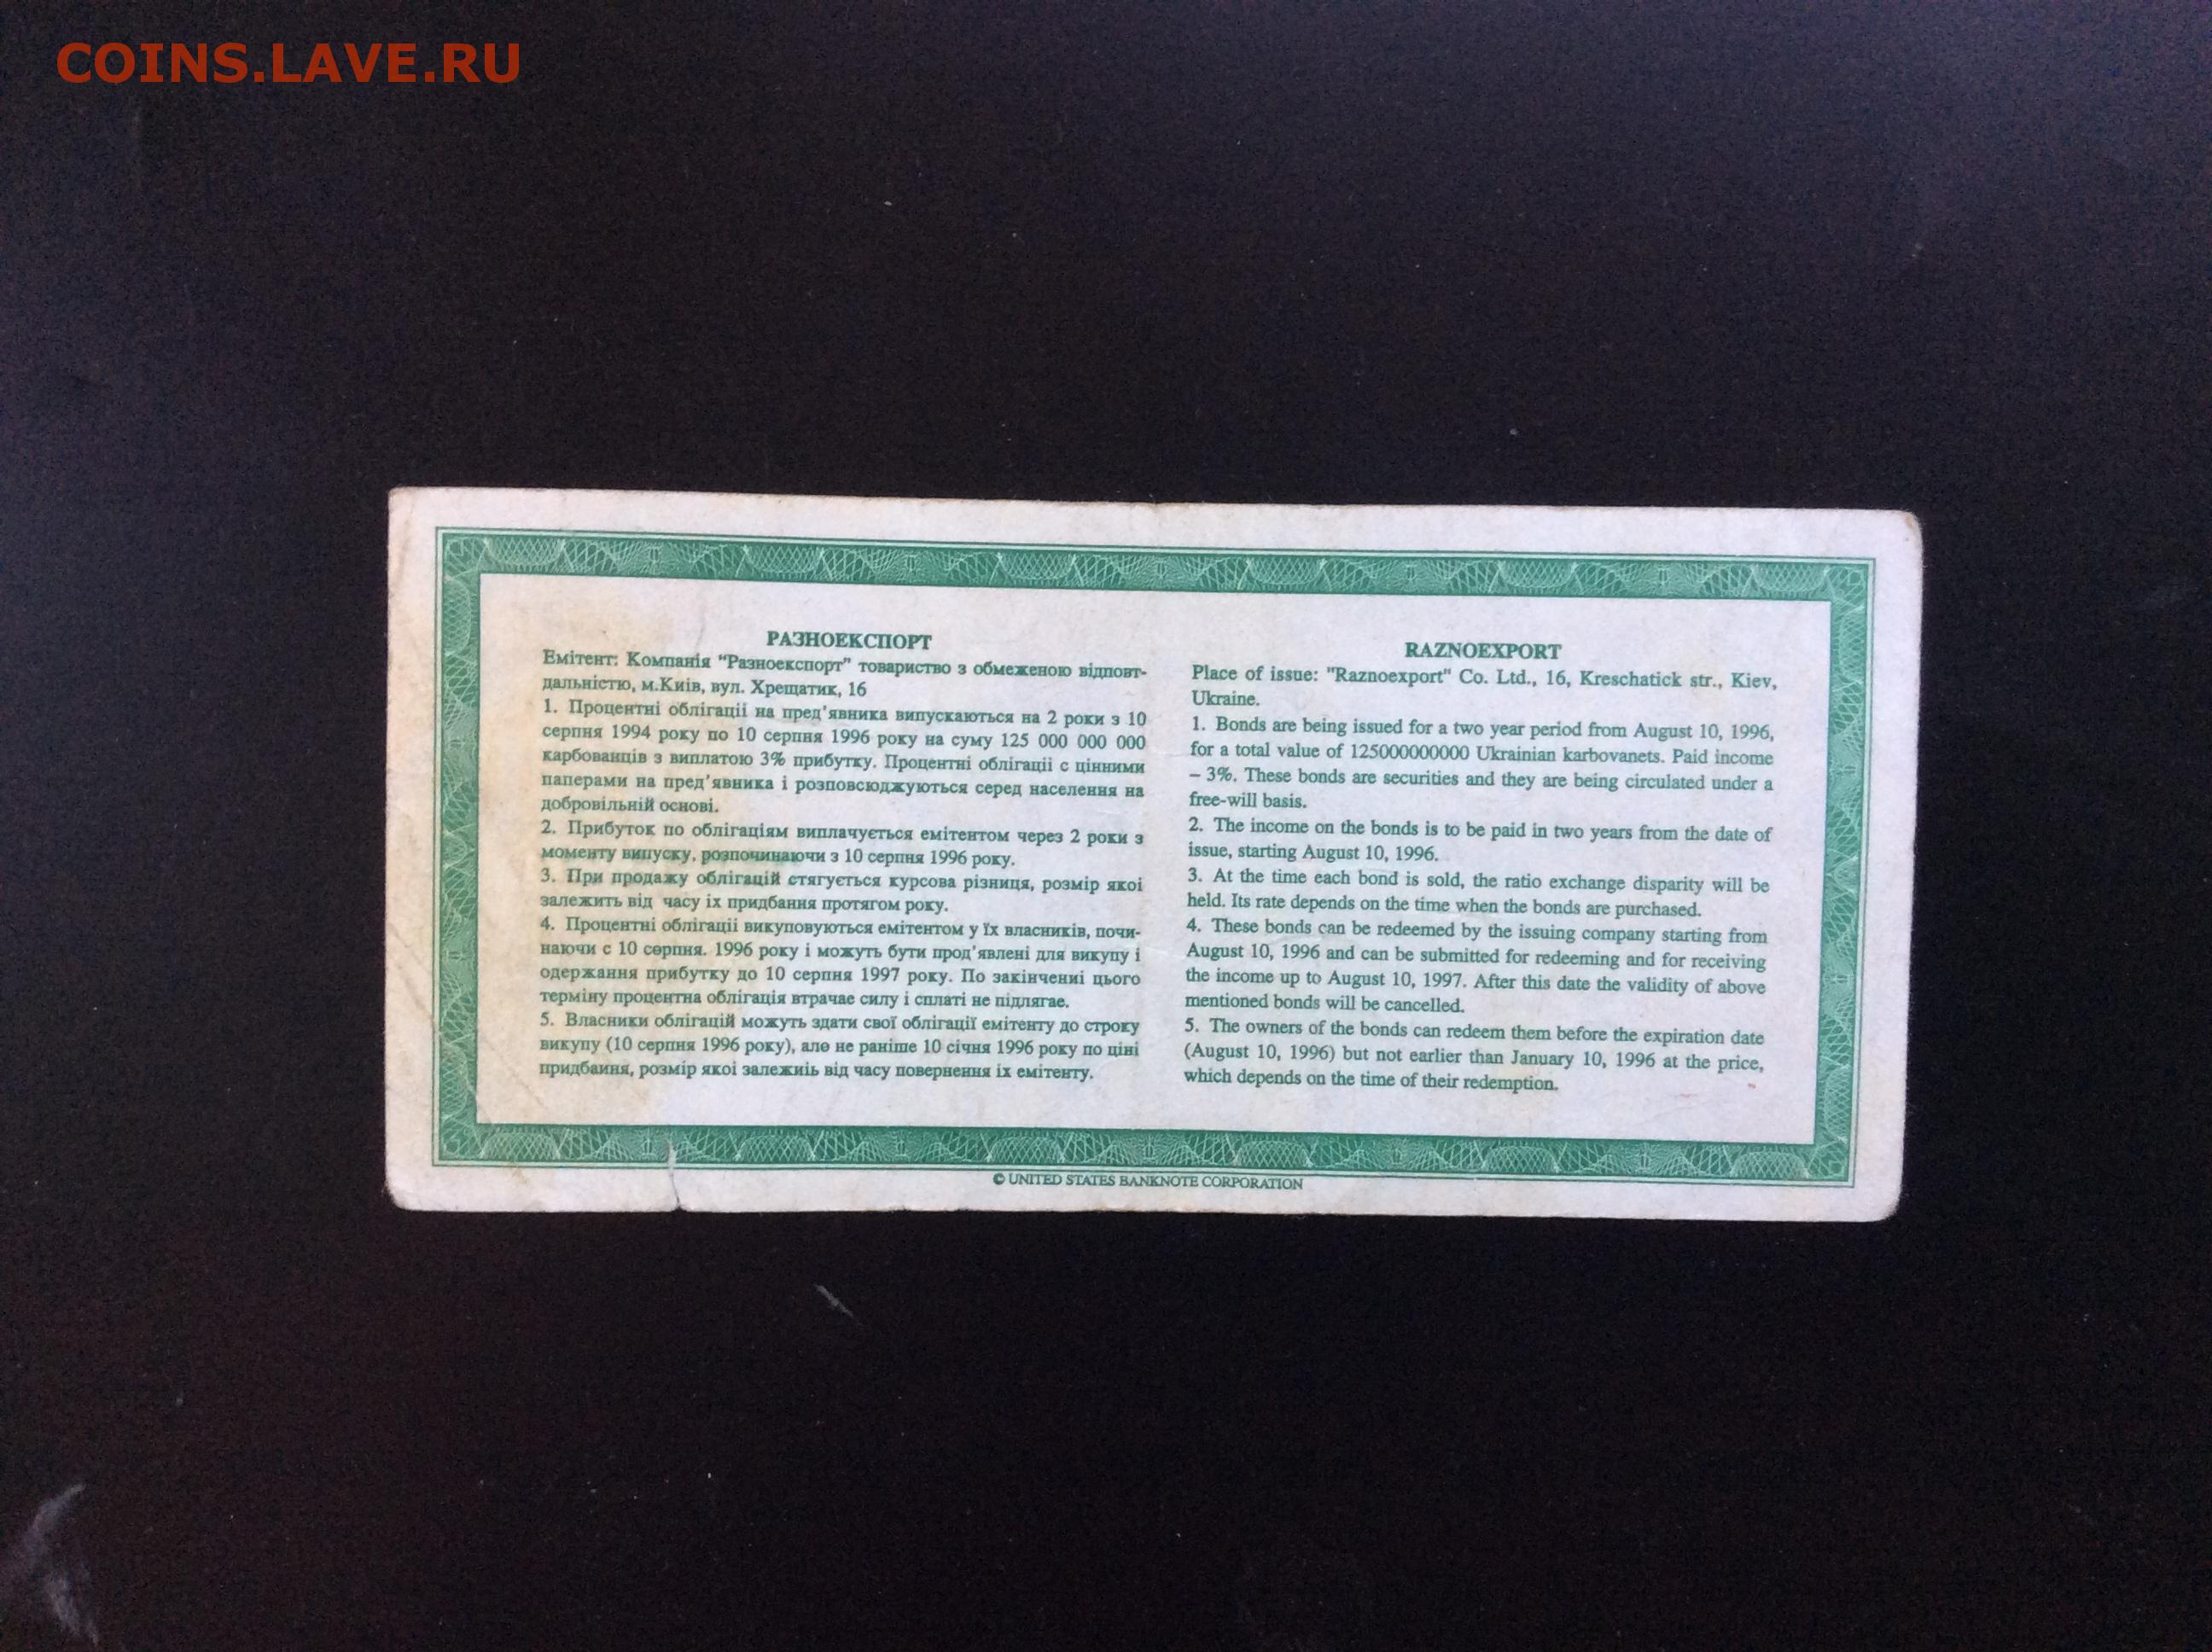 COINS.LAVE.RU
РАЗНОЕКСПОРТ
Емітент: Компанія "Разноекспорт" товариство з обмеженою відповт-
дальністю, м.Київ, вул. Хрещатик, 16
1. Процентні облігаціі на пред'явника випускаються на 2 роки з 10
серпня 1994 року по 10 серпня 1996 року на суму 125 000 000 000
карбованців з виплатою 3% прибутку. Процентні облігаціі с цінними
паперами на пред'явника і розповсюджуються серед населення на
добровільній основі.
2. Прибуток по облігаціям виплачується емітентом через 2 роки з
моменту випуску, розпочинаючи з 10 серпня 1996 року.
3. При продажу облігацій стягується курсова різниця, розмір якоі
залежить від часу іх придбання протягом року.
4. Процентні облігаціі викуповуються емітентом у їх власників, почи-
наючи с 10 серпня. 1996 року і можуть бути прод'явлені для викупу і
одержання прибутку до 10 серпня 1997 року. По закінченні цього
терміну процентна облігація втрачае силу і сплаті не підлягае.
5. Власники облігацій можуть здати свої облігації емітенту до строку
викупу (10 серпня 1996 року), але не раніше 10 січня 1996 року по ціні
придбання, розмір якоі залежиіь від часу повернення іх емітенту.
RAZNOEXPORT
Place of issue: "Raznoexport" Co. Ltd., 16, Kreschatick str., Kiev,
Ukraine.
1. Bonds are being issued for a two year period from August 10, 1996,
for a total value of 125000000000 Ukrainian karbovanets. Paid income
– 3%. These bonds are securities and they are being circulated under a
free-will basis.
2. The income on the bonds is to be paid in two years from the date of
issue, starting August 10, 1996.
3. At the time each bond is sold, the ratio exchange disparity will be
held. Its rate depends on the time when the bonds are purchased.
4. These bonds can be redeemed by the issuing company starting from
August 10, 1996 and can be submitted for redeeming and for receiving
the income up to August 10, 1997. After this date the validity of above
mentioned bonds will be cancelled.
5. The owners of the bonds can redeem them before the expiration date
(August 10, 1996) but not earlier than January 10, 1996 at the price,
which depends on the time of their redemption.
© UNITED STATES BANKNOTE CORPORATION